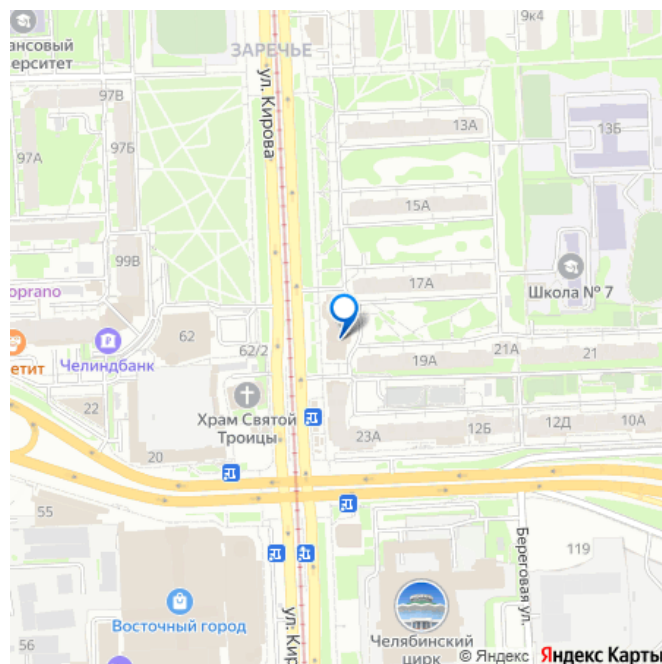 9к4
ансовый
ерситет
ЗАРЕЧЬЕ
97В
ул. Кирова
13А
97Б
13Б
97А
15А
99В
oprano
17А
Школа № 7
62
Челиндбанк
62/2
21А
21
19А
етит
22
Храм Святой
Троицы
12Б
12Д
10А
23А
20
55
Береговая ул.
119
Восточный город
ул. Кир
Челябинский
цирк
56
© Яндекс Яндекс Карты